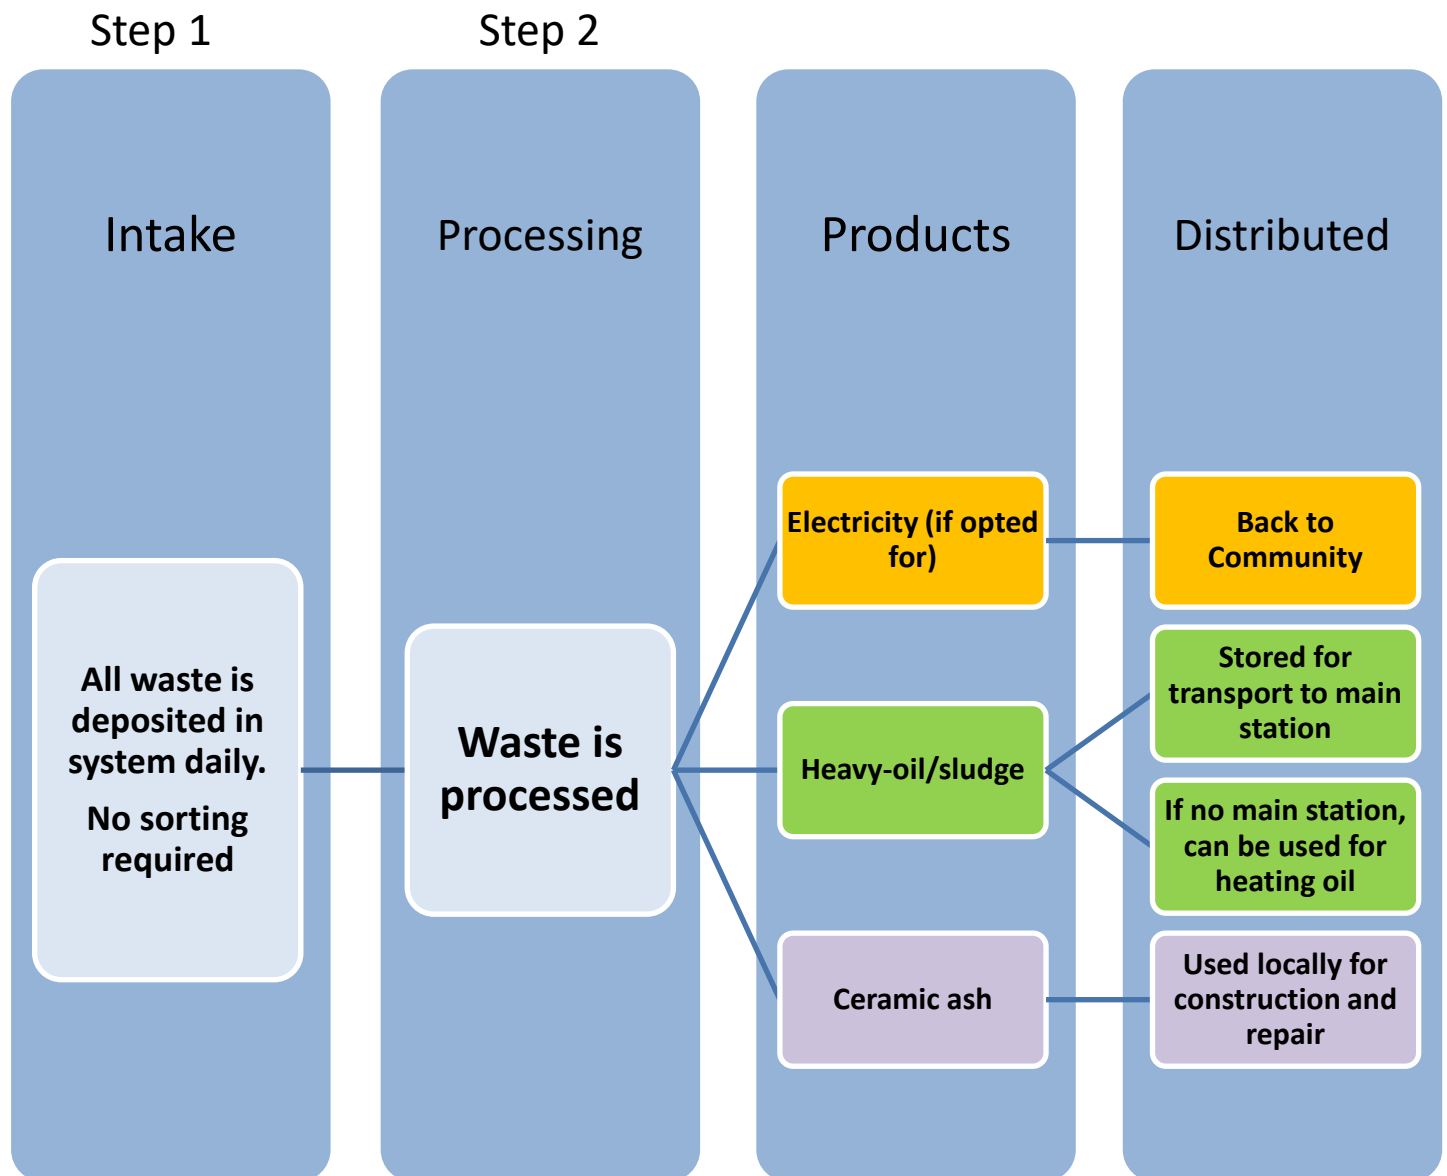 Step 1
Step 2
Intake
Processing
Products
Distributed
All waste is
deposited in
system daily.
No sorting
required
Waste is
processed
Electricity (if opted
for)
Heavy-oil/sludge
Ceramic ash
Back to
Community
Stored for
transport to main
station
If no main station,
can be used for
heating oil
Used locally for
construction and
repair